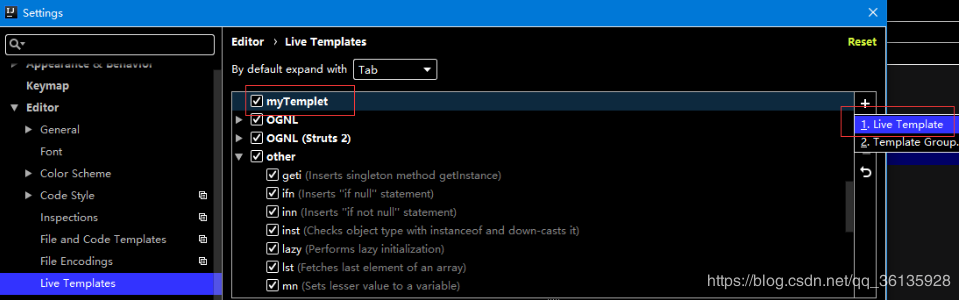 Settings
Editor › Live Templates
Reset
By default expand with Tab
Appearance & Behavior
Keymap
Editor
General
Font
Color Scheme
Code Style
Inspections
File and Code Templates
File Encodings
Live Templates
myTemplet
OGNL
OGNL (Struts 2)
other
geti (Inserts singleton method getInstance)
ifn (Inserts "if null" statement)
inn (Inserts "if not null" statement)
inst (Checks object type with instanceof and down-casts it)
lazy (Performs lazy initialization)
lst (Fetches last element of an array)
mn (Sets lesser value to a variable)
1. Live Template
2. Template Group.
https://blog.csdn.net/qq_36135928